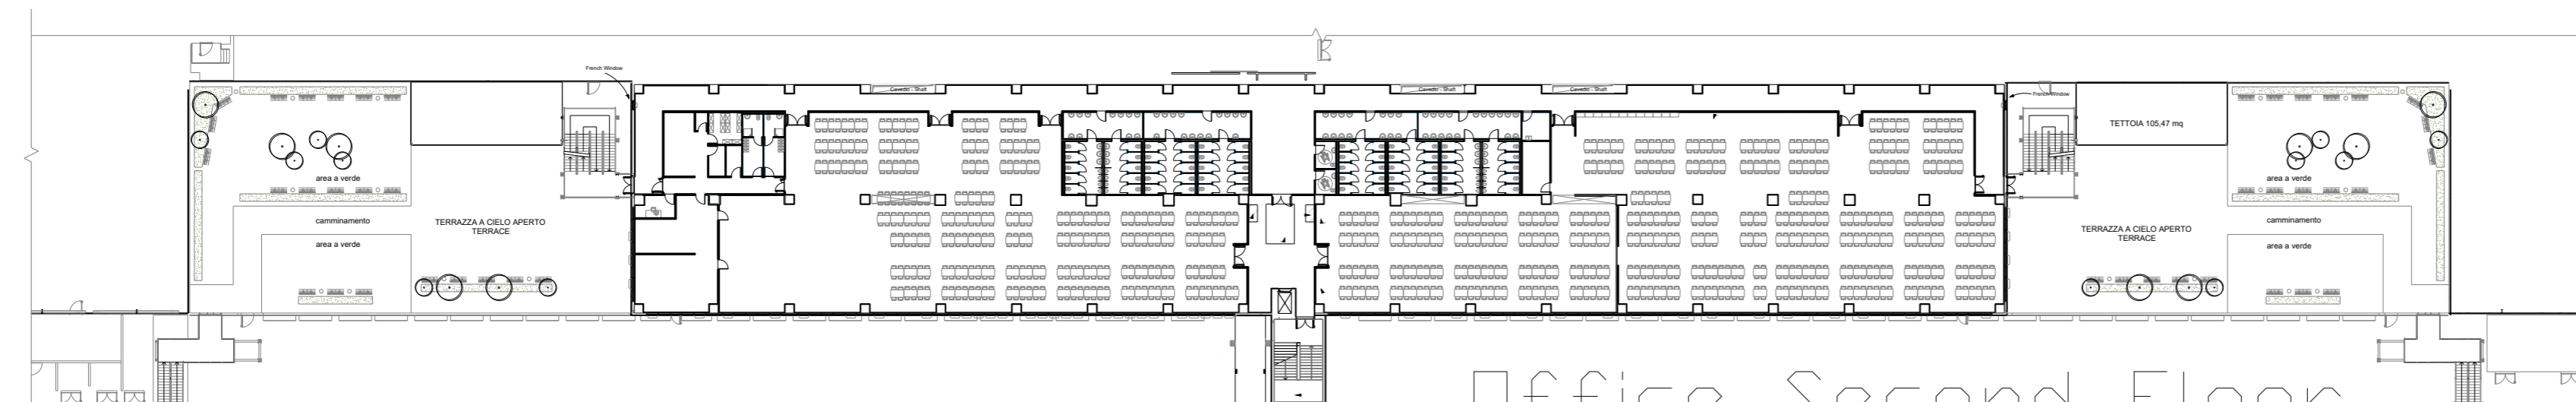 French Window
Cavedio - Shaft
Cavedio - Shaft
Cavedio - Shaft
French Window
TETTOIA 105,47 mq
area a verde
area a verde
camminamento
camminamento
TERRAZZA A CIELO APERTO
TERRACE
TERRAZZA A CIELO APERTO
TERRACE
area a verde
area a verde
Office Second Floor